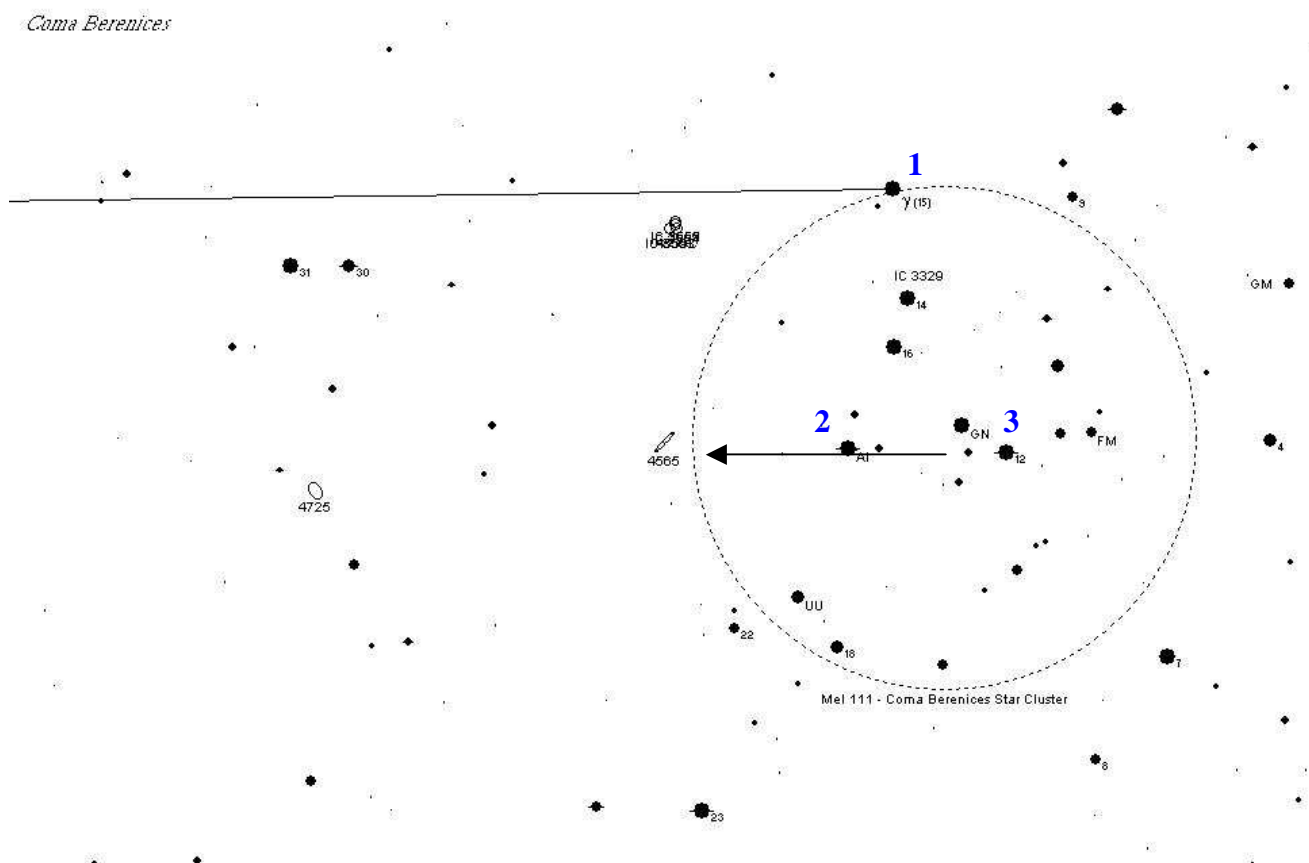 Coma Berenices
1
γ (15)
9
31
30
IC 3329
GM
14
16
2
GN
3
FM
4
AI
12
4565
4725
UU
22
18
7
Mel 111 - Coma Berenices Star Cluster
8
23